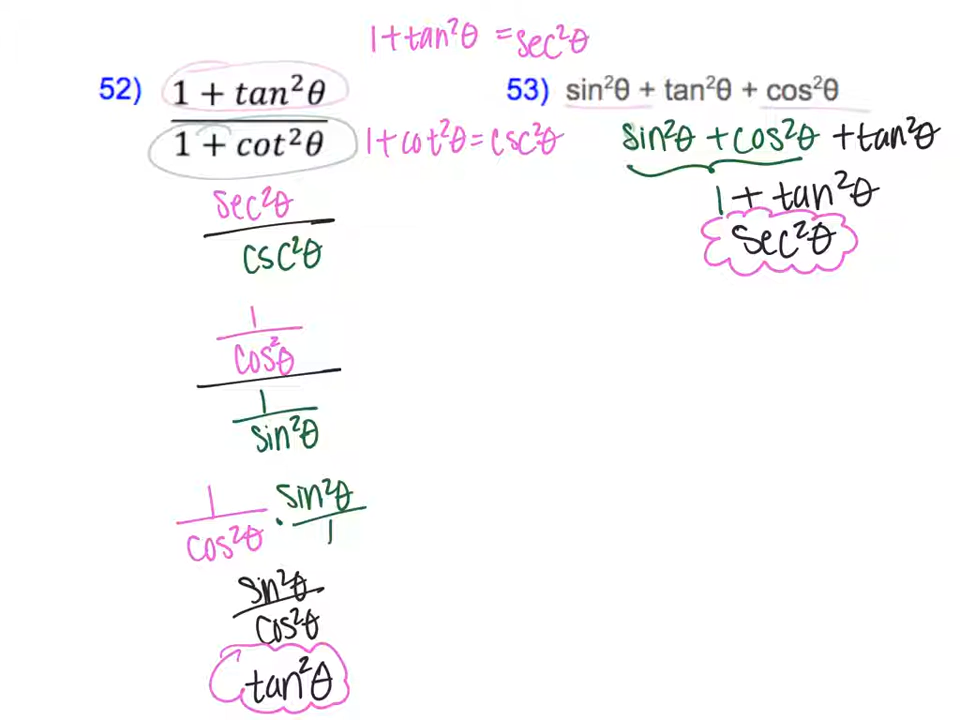 1+tan²θ = sec²θ
52) 1 + tan²θ
1 + cot²θ
1+cot²θ = csc²θ
sec²θ
csc²θ
1
cos²θ
1
sin²θ
1 · sin²θ
cos²θ 1
sin²θ
cos²θ
tan²θ
53) sin²θ + tan²θ + cos²θ
sin²θ + cos²θ + tan²θ
1 + tan²θ
sec²θ